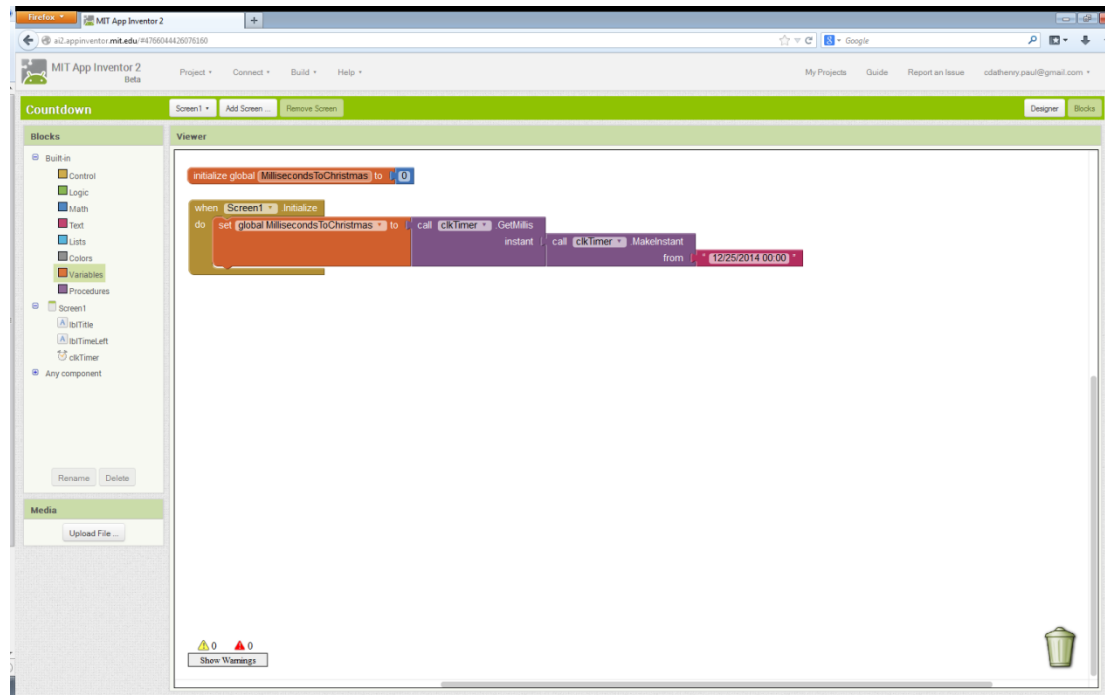 Firefox
MIT App Inventor 2
ai2.appinventor.mit.edu/#4766044426076160
Google
MIT App Inventor 2
Beta
Project Connect Build Help
My Projects Guide Report an Issue cdathenry.paul@gmail.com
Countdown
Screen1 Add Screen ... Remove Screen
Designer Blocks
Blocks
Viewer
Built-in
Control
Logic
Math
Text
Lists
Colors
Variables
Procedures
Screen1
lblTitle
lblTimeLeft
clkTimer
Any component
Rename Delete
Media
Upload File ...
initialize global MillisecondsToChristmas to 0
when Screen1 .Initialize
do set global MillisecondsToChristmas to call clkTimer .GetMillis
instant call clkTimer .MakeInstant
from " 12/25/2014 00:00 "
0 0
Show Warnings